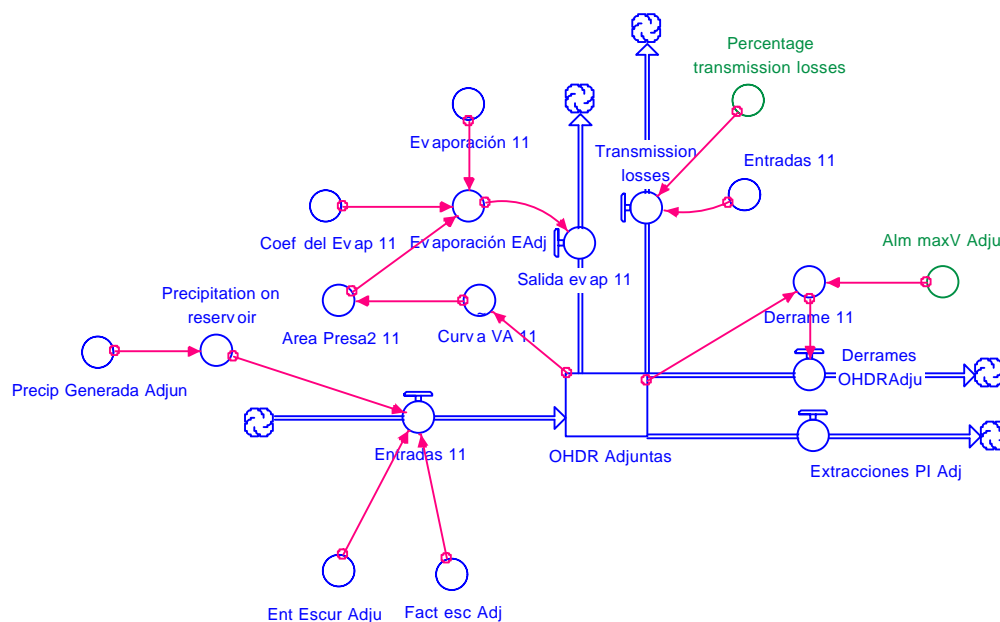 Percentage
transmission losses
Evaporación 11
Transmission
losses
Entradas 11
Coef del Evap 11
Evaporación EAdj
Alm maxV Adju
Salida evap 11
Precipitation on
reservoir
Area Presa2 11
Curva VA 11
Derrame 11
Derrames
OHDRAdju
Precip Generada Adjun
Entradas 11
OHDR Adjuntas
Extracciones PI Adj
Ent Escur Adju
Fact esc Adj